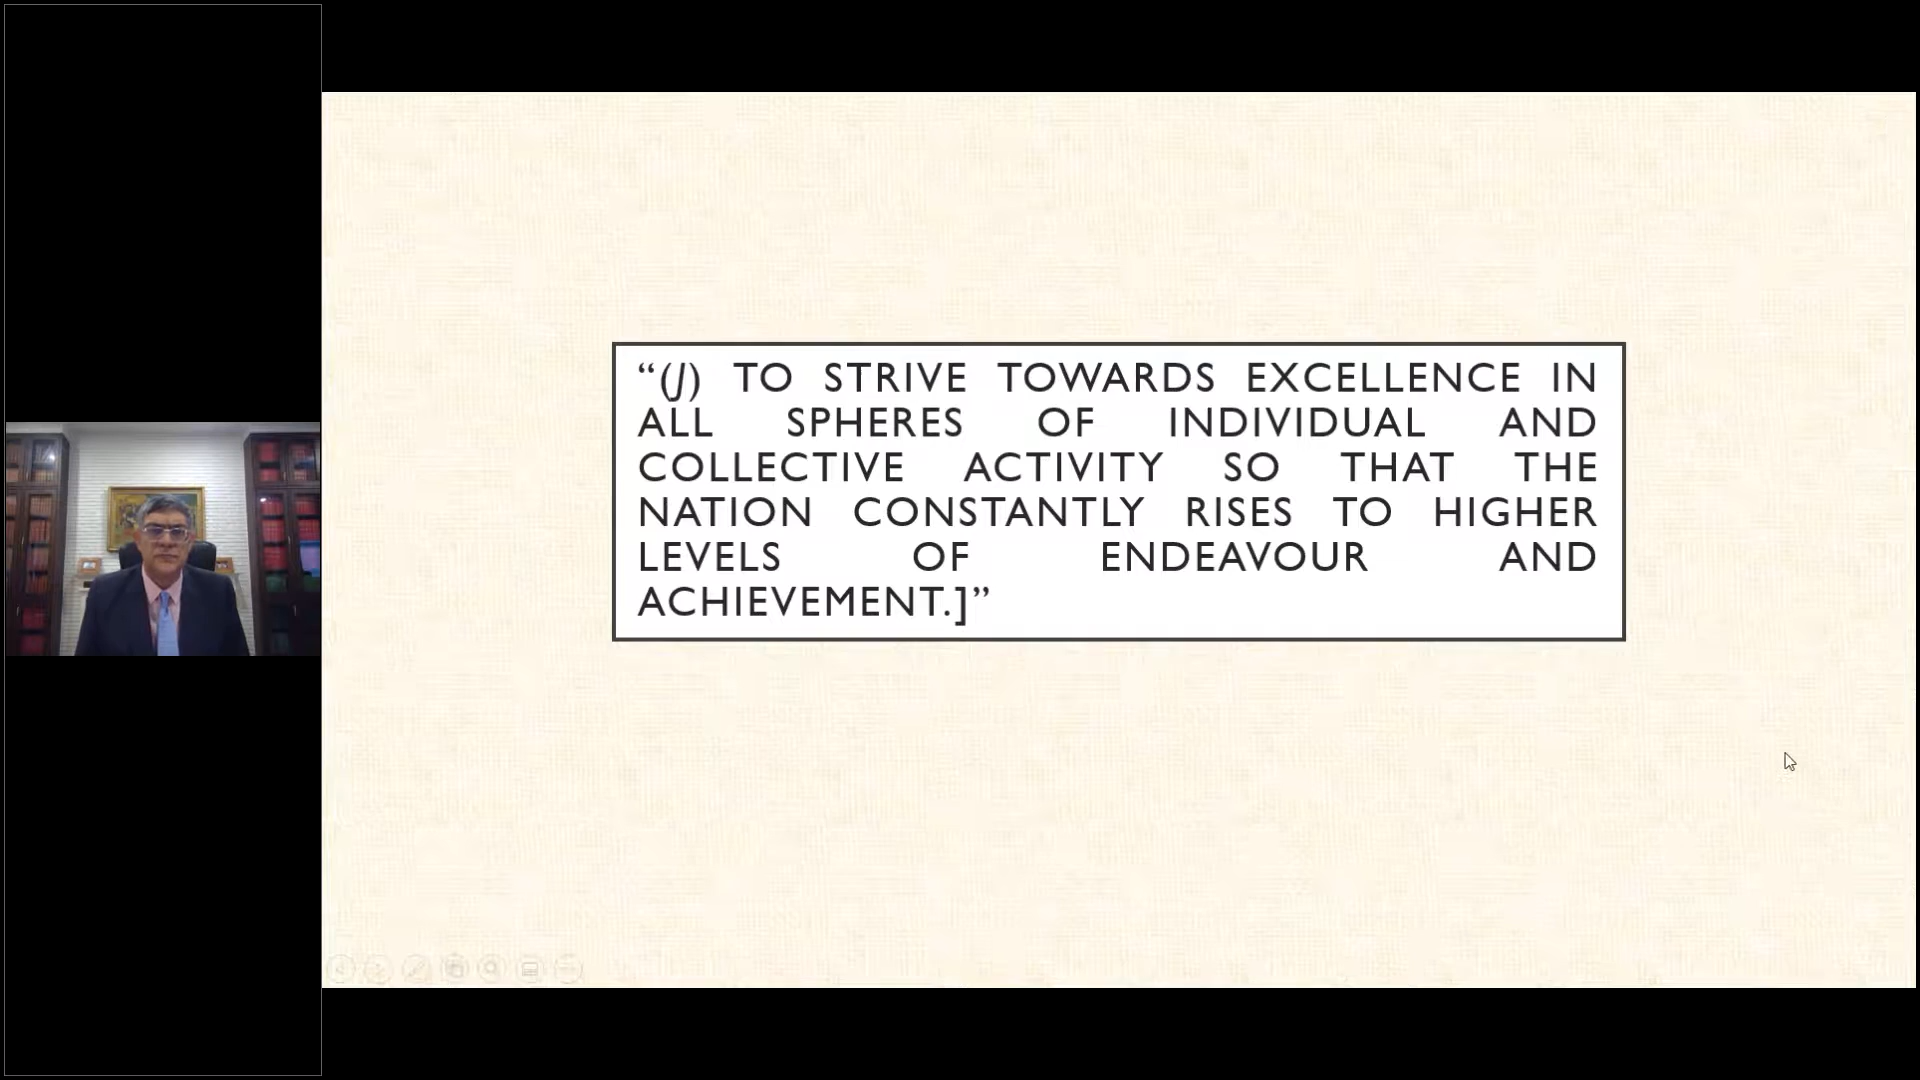 “(J) TO STRIVE TOWARDS EXCELLENCE IN
ALL SPHERES OF INDIVIDUAL AND
COLLECTIVE ACTIVITY SO THAT THE
NATION CONSTANTLY RISES TO HIGHER
LEVELS OF ENDEAVOUR AND
ACHIEVEMENT.]”